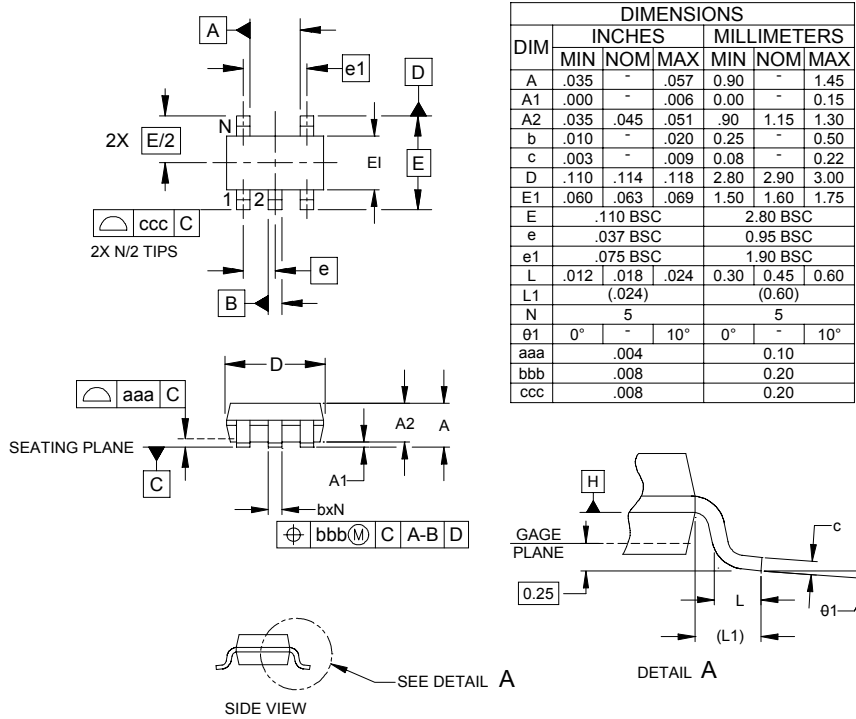 A
e1
D
N
2X E/2
EI
E
1 2
ccc C
2X N/2 TIPS
e
B
D
aaa C
A2 A
SEATING PLANE
C
A1
bxN
bbb Ⓜ C A-B D
SEE DETAIL A
SIDE VIEW
DIMENSIONS
DIM INCHES MILLIMETERS
MIN NOM MAX MIN NOM MAX
A .035 - .057 0.90 - 1.45
A1 .000 - .006 0.00 - 0.15
A2 .035 .045 .051 .90 1.15 1.30
b .010 - .020 0.25 - 0.50
c .003 - .009 0.08 - 0.22
D .110 .114 .118 2.80 2.90 3.00
E1 .060 .063 .069 1.50 1.60 1.75
E .110 BSC 2.80 BSC
e .037 BSC 0.95 BSC
e1 .075 BSC 1.90 BSC
L .012 .018 .024 0.30 0.45 0.60
L1 (.024) (0.60)
N 5 5
θ1 0° - 10° 0° - 10°
aaa .004 0.10
bbb .008 0.20
ccc .008 0.20
H
c
GAGE
PLANE
0.25
L
θ1
(L1)
DETAIL A